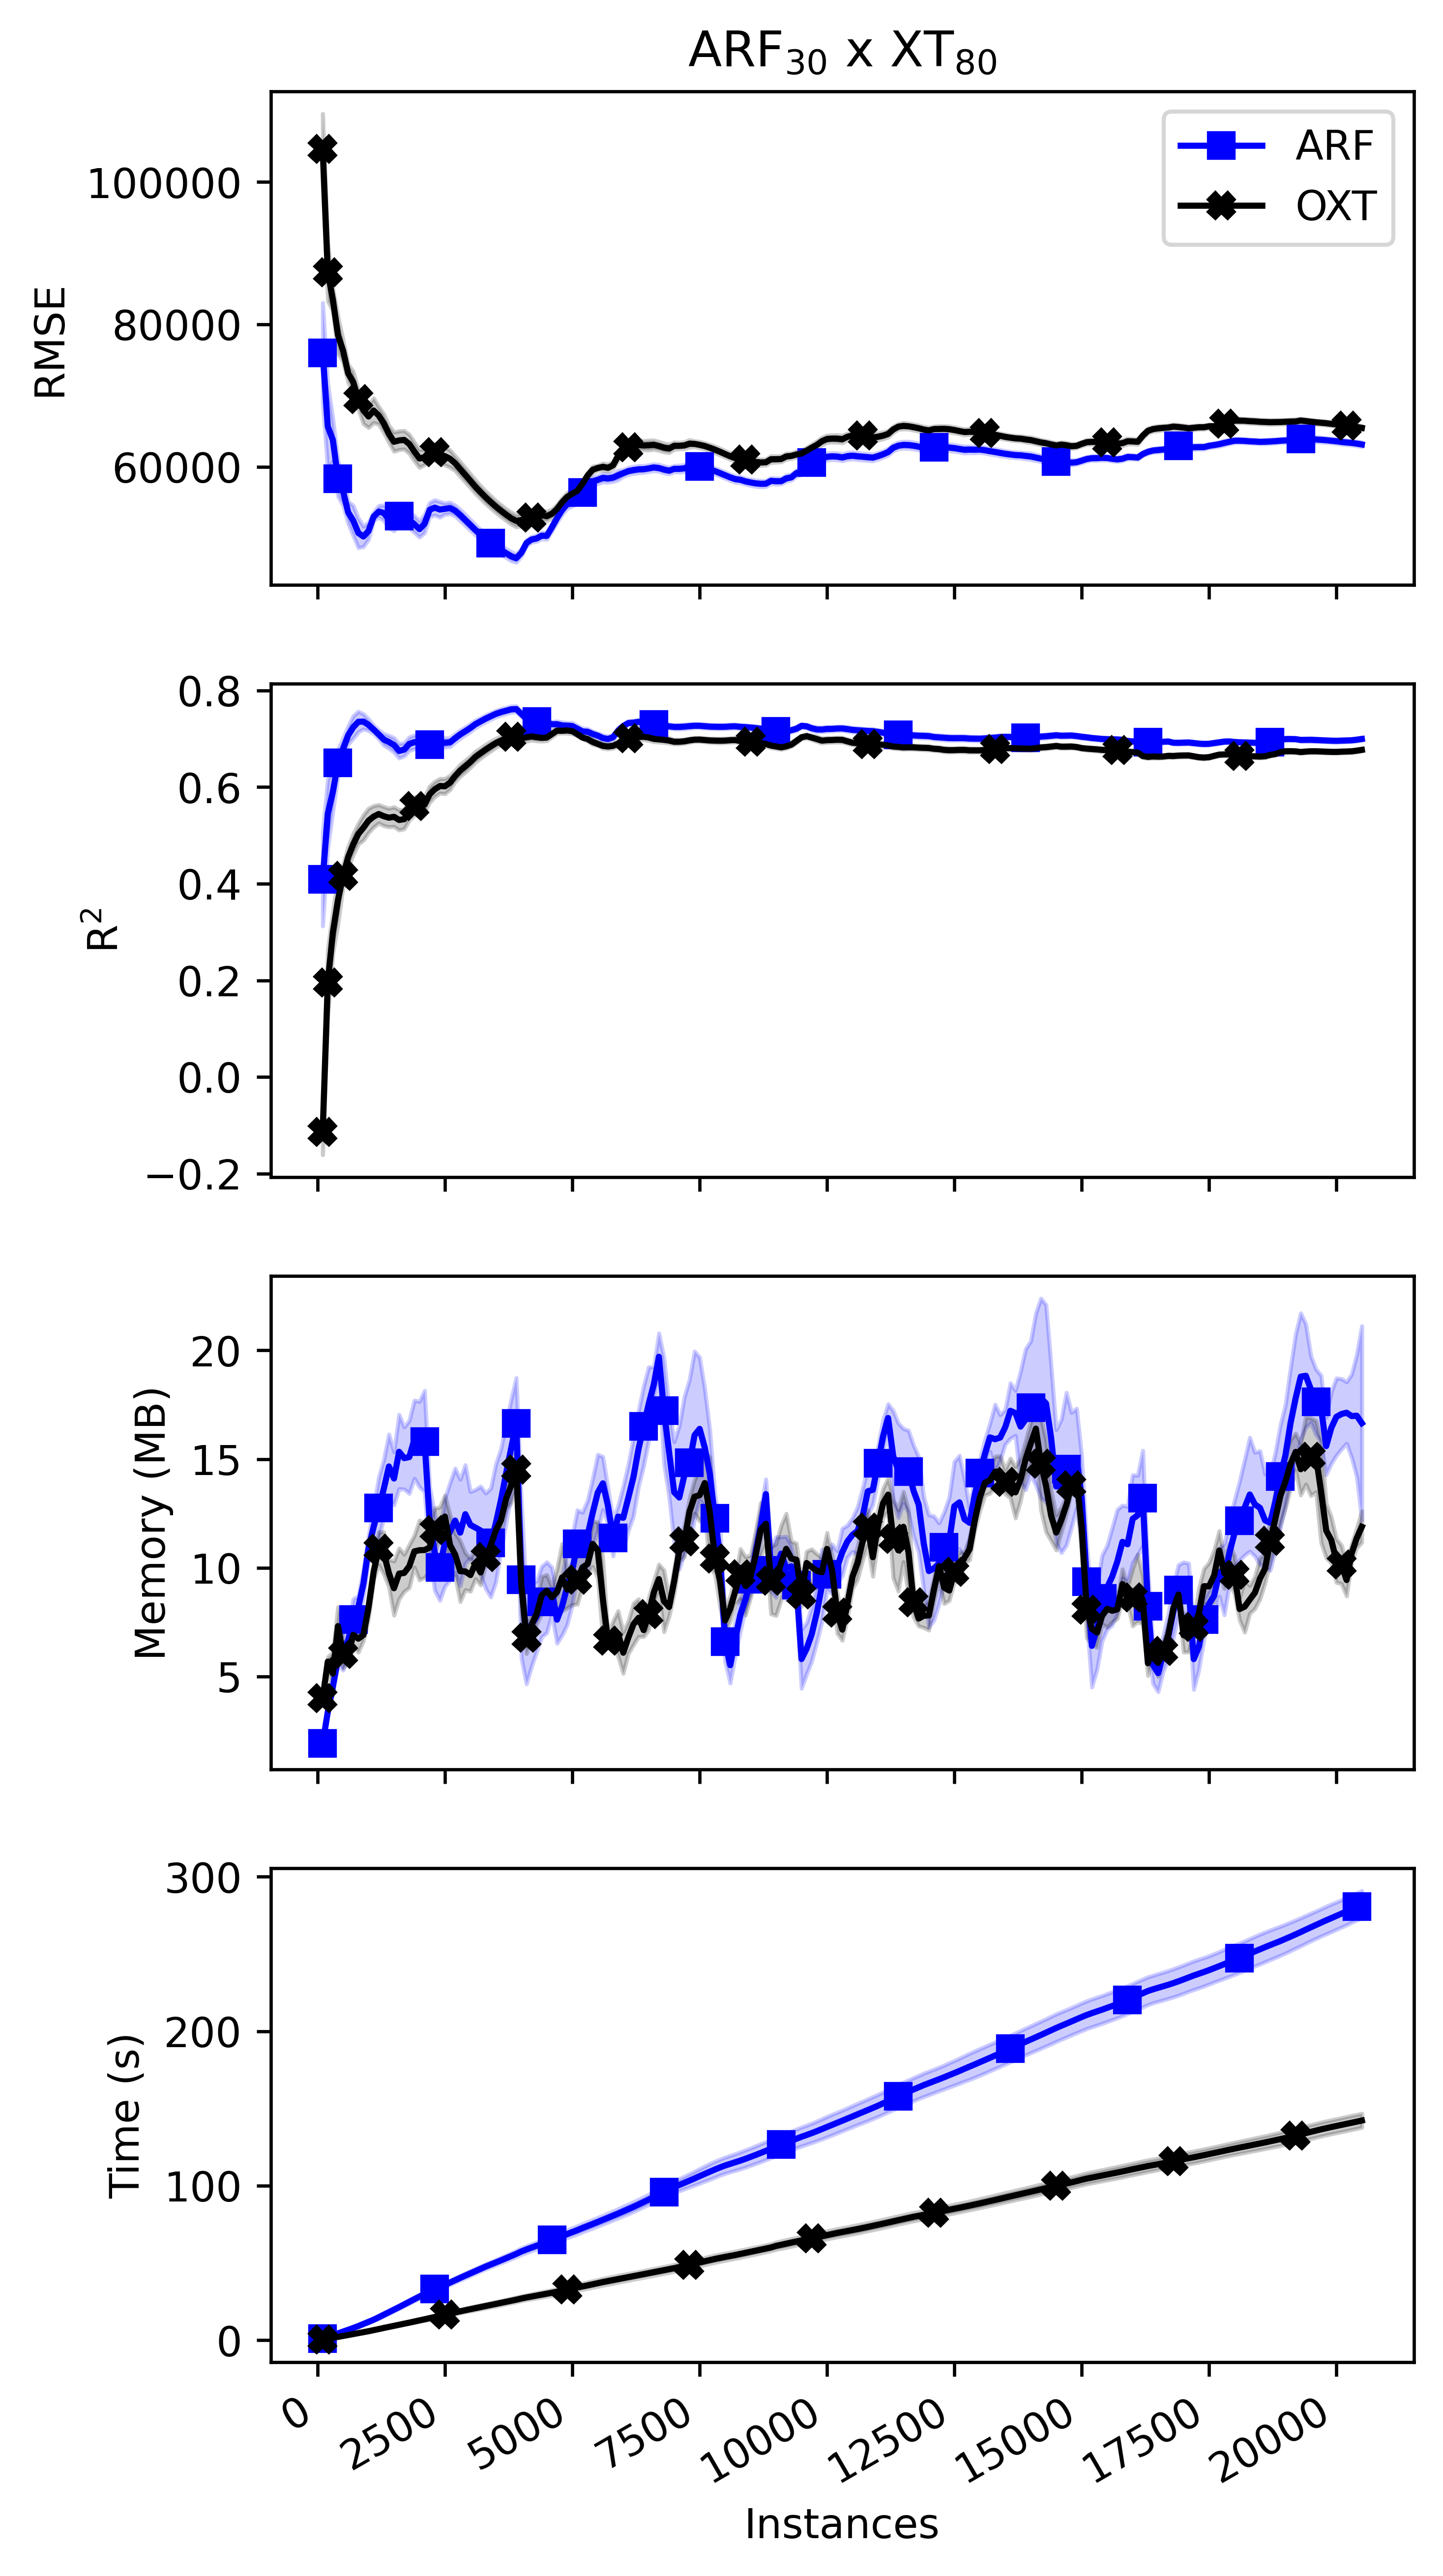 ARF₃₀ x XT₈₀
ARF
OXT
RMSE
100000
80000
60000
R²
0.8
0.6
0.4
0.2
0.0
−0.2
Memory (MB)
20
15
10
5
Time (s)
300
200
100
0
0 2500 5000 7500 10000 12500 15000 17500 20000
Instances